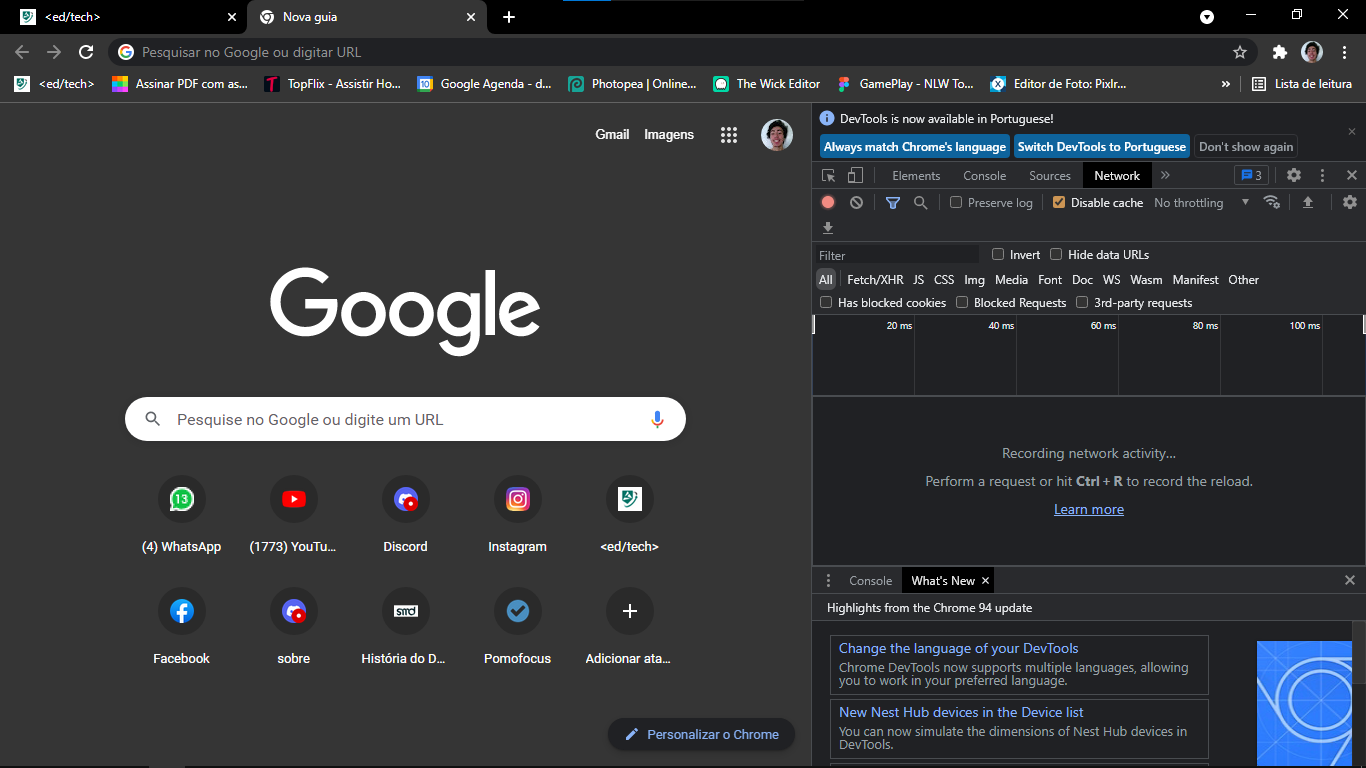 <ed/tech>
Nova guia
Pesquisar no Google ou digitar URL
<ed/tech>
Assinar PDF com as...
TopFlix - Assistir Ho...
Google Agenda - d...
Photopea | Online...
The Wick Editor
GamePlay - NLW To...
Editor de Foto: Pixlr...
»
Lista de leitura
Gmail
Imagens
Google
Pesquise no Google ou digite um URL
13
(4) WhatsApp
(1773) YouTu...
Discord
Instagram
<ed/tech>
smd
Facebook
sobre
História do D...
Pomofocus
Adicionar ata...
Personalizar o Chrome
DevTools is now available in Portuguese!
Always match Chrome's language
Switch DevTools to Portuguese
Don't show again
Elements
Console
Sources
Network
»
3
Preserve log
Disable cache
No throttling
Filter
Invert
Hide data URLs
All
Fetch/XHR
JS
CSS
Img
Media
Font
Doc
WS
Wasm
Manifest
Other
Has blocked cookies
Blocked Requests
3rd-party requests
20 ms
40 ms
60 ms
80 ms
100 ms
Recording network activity...
Perform a request or hit Ctrl + R to record the reload.
Learn more
Console
What's New
Highlights from the Chrome 94 update
Change the language of your DevTools
Chrome DevTools now supports multiple languages, allowing
you to work in your preferred language.
New Nest Hub devices in the Device list
You can now simulate the dimensions of Nest Hub devices in
DevTools.